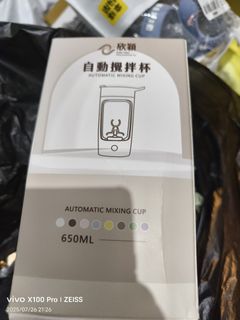 欣穎
自動攪拌杯
AUTOMATIC MIXING CUP
AUTOMATIC MIXING CUP
650ML
vivo X100 Pro | ZEISS
2025/07/26 21:26